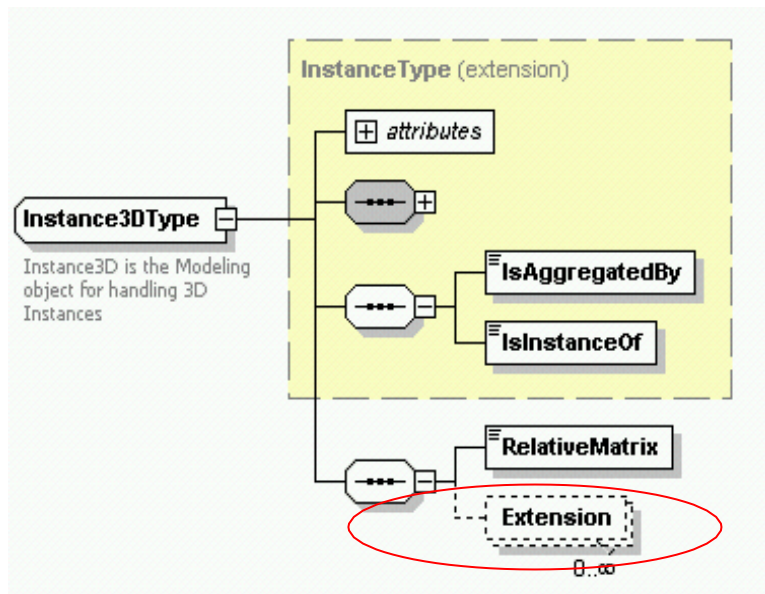 InstanceType (extension)
attributes
Instance3DType
Instance3D is the Modeling
object for handling 3D
Instances
IsAggregatedBy
IsInstanceOf
RelativeMatrix
Extension
0..∞